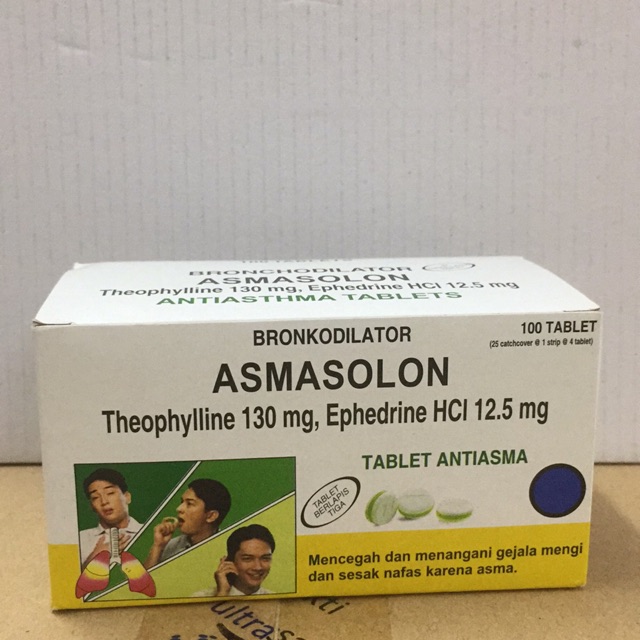 BRONCHODILATOR
ASMASOLON
Theophylline 130 mg, Ephedrine HCl 12.5 mg
ANTIASTHMA TABLETS
BRONKODILATOR
100 TABLET
(25 catchcover @ 1 strip @ 4 tablet)
ASMASOLON
Theophylline 130 mg, Ephedrine HCl 12.5 mg
TABLET ANTIASMA
TABLET
BERLAPIS
TIGA
Mencegah dan menangani gejala mengi
dan sesak nafas karena asma.